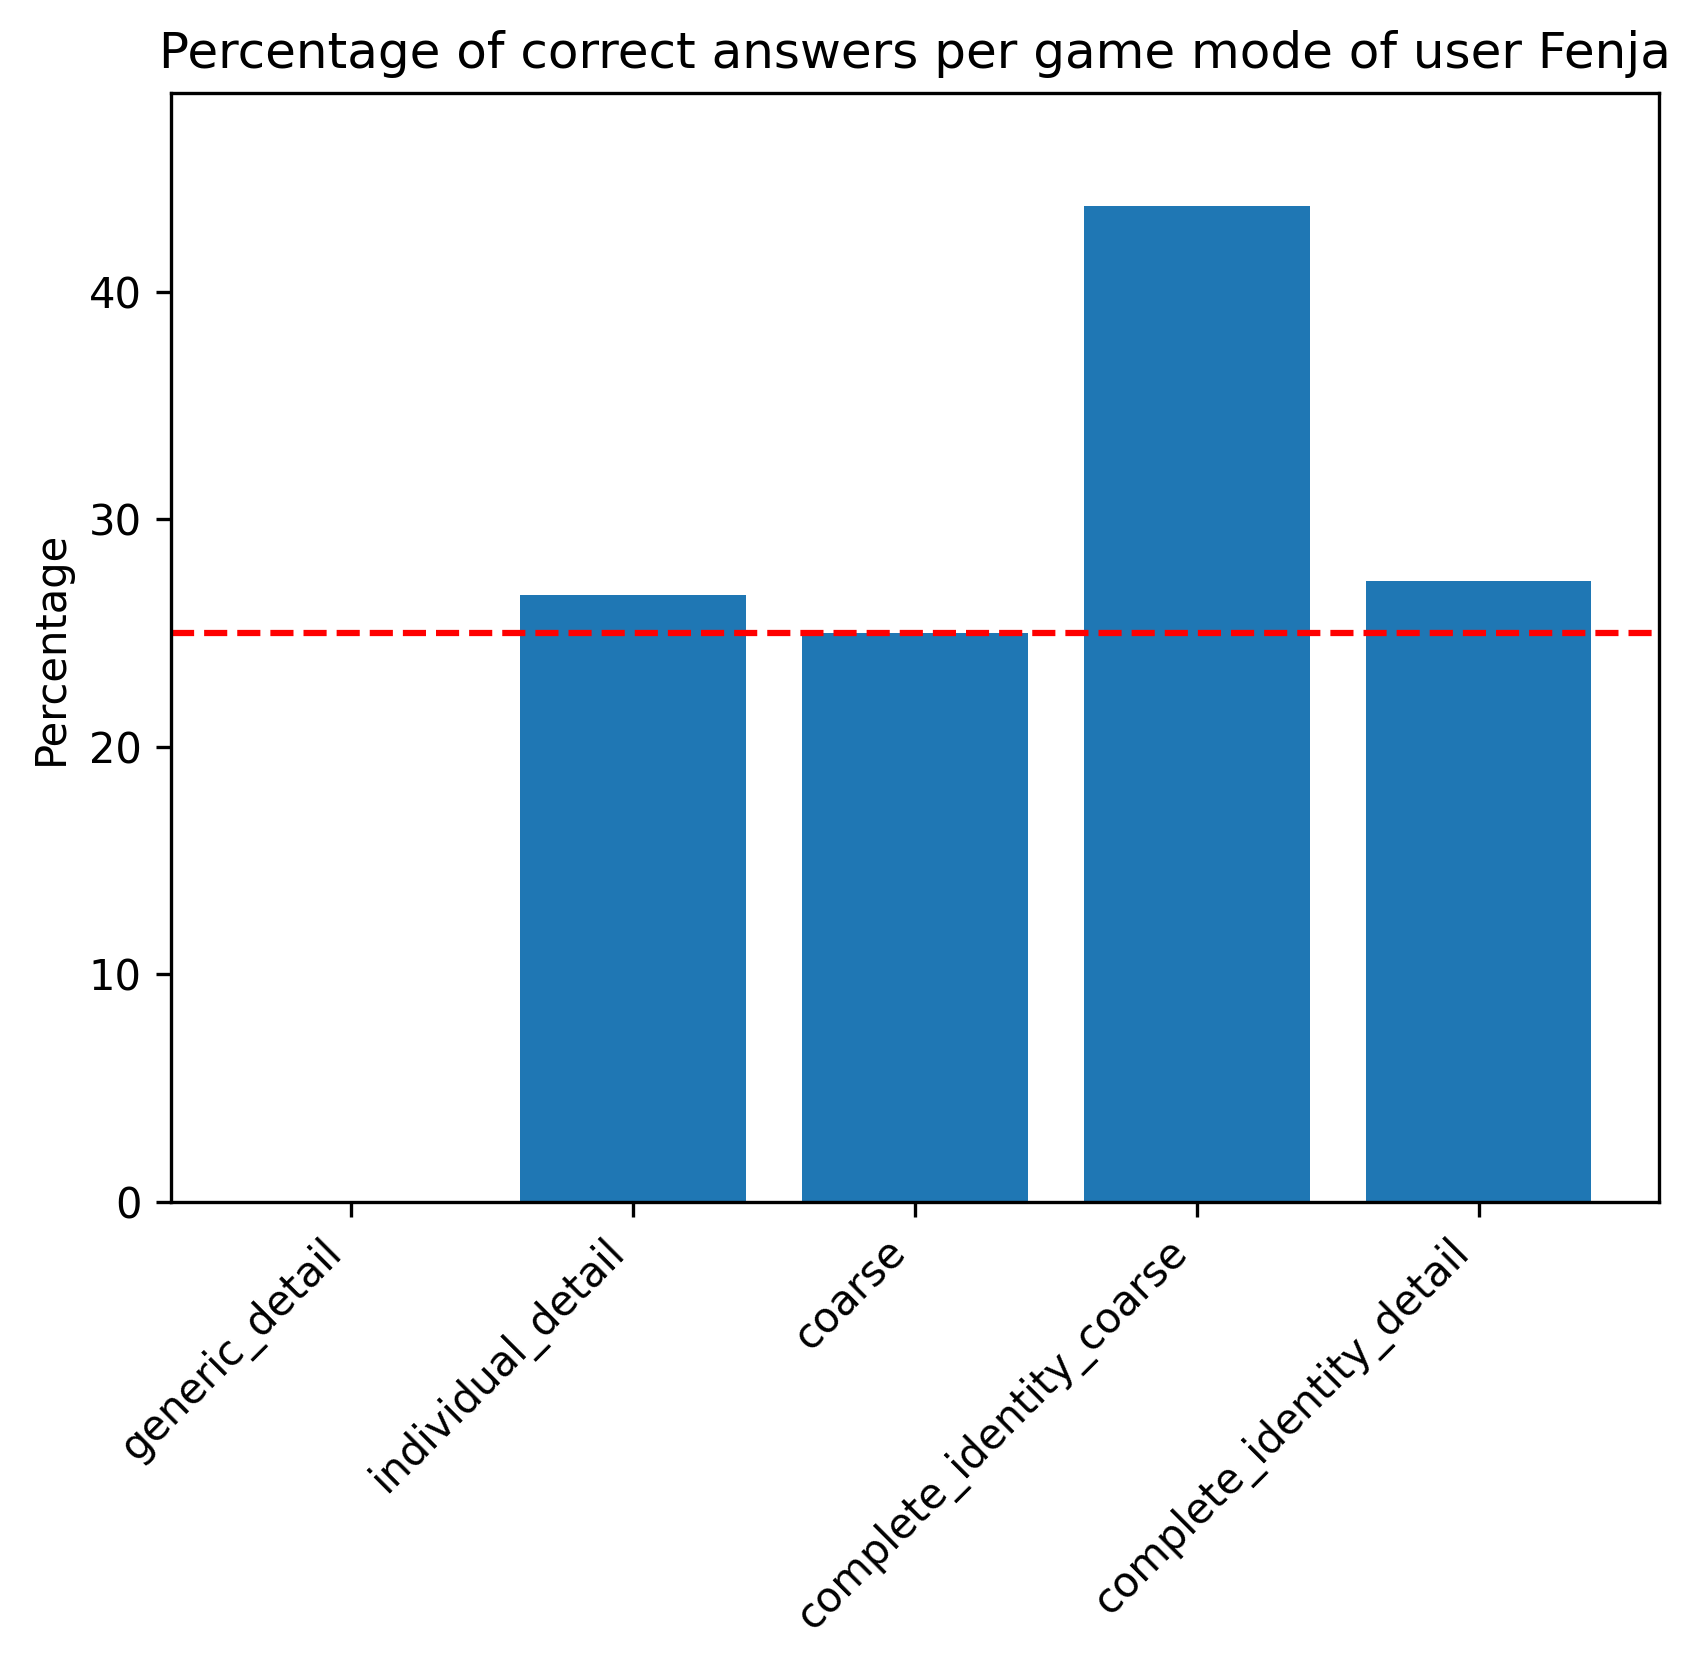 Percentage of correct answers per game mode of user Fenja
Percentage
40
30
20
10
0
generic_detail
individual_detail
coarse
complete_identity_coarse
complete_identity_detail